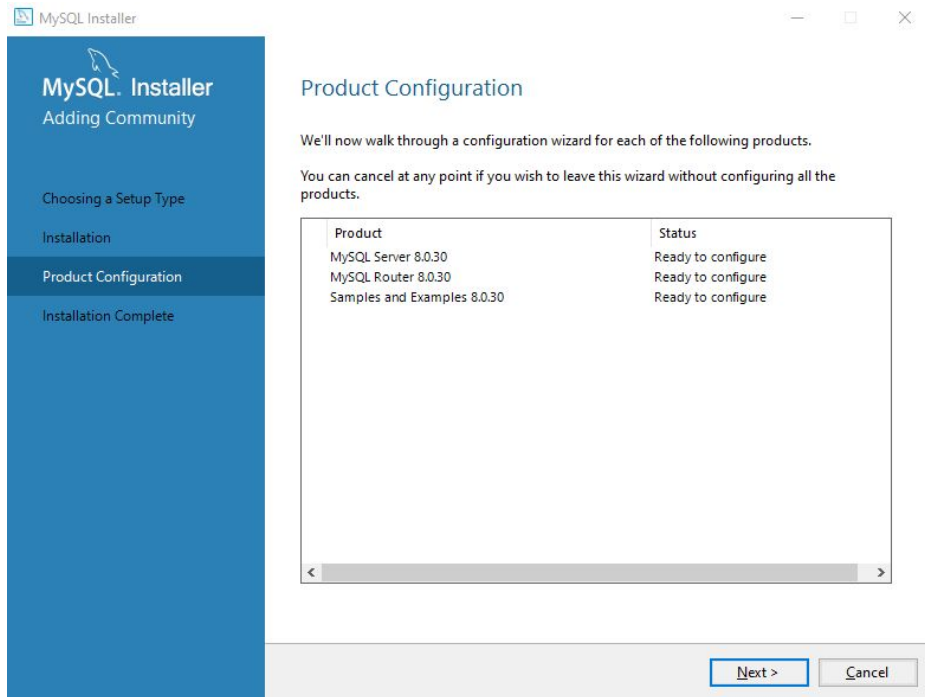 MySQL Installer
MySQL. Installer
Adding Community
Choosing a Setup Type
Installation
Product Configuration
Installation Complete
Product Configuration
We'll now walk through a configuration wizard for each of the following products.
You can cancel at any point if you wish to leave this wizard without configuring all the
products.
Product Status
MySQL Server 8.0.30 Ready to configure
MySQL Router 8.0.30 Ready to configure
Samples and Examples 8.0.30 Ready to configure
Next > Cancel